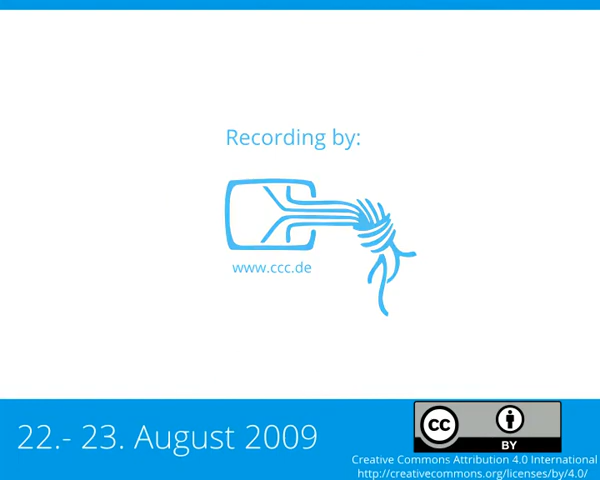 Recording by:
www.ccc.de
22.- 23. August 2009
CC
BY
Creative Commons Attribution 4.0 International
http://creativecommons.org/licenses/by/4.0/